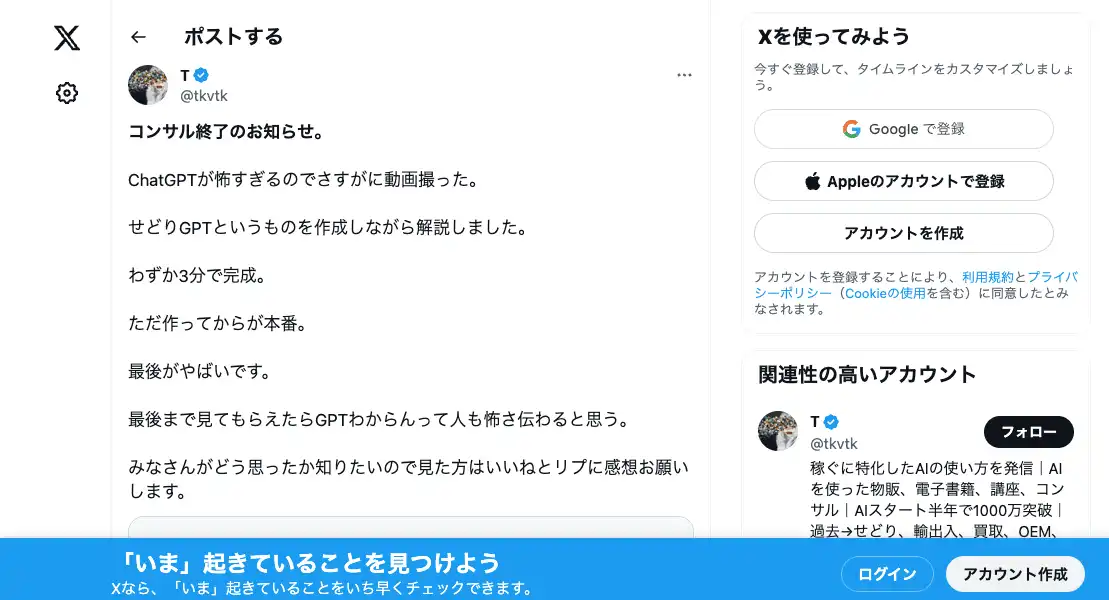 ポストする
T
@tkvtk
コンサル終了のお知らせ。
ChatGPTが怖すぎるのでさすがに動画撮った。
せどりGPTというものを作成しながら解説しました。
わずか3分で完成。
ただ作ってからが本番。
最後がやばいです。
最後まで見てもらえたらGPTわからんって人も怖さ伝わると思う。
みなさんがどう思ったか知りたいので見た方はいいねとリプに感想お願い
します。
Xを使ってみよう
今すぐ登録して、タイムラインをカスタマイズしましょ
う。
Google で登録
Appleのアカウントで登録
アカウントを作成
アカウントを登録することにより、利用規約とプライバ
シーポリシー（Cookieの使用を含む）に同意したとみ
なされます。
関連性の高いアカウント
T
@tkvtk
フォロー
稼ぐに特化したAIの使い方を発信｜AI
を使った物販、電子書籍、講座、コン
サル｜AIスタート半年で1000万突破｜
過去→せどり、輸出入、買取、OEM、
「いま」起きていることを見つけよう
Xなら、「いま」起きていることをいち早くチェックできます。
ログイン
アカウント作成